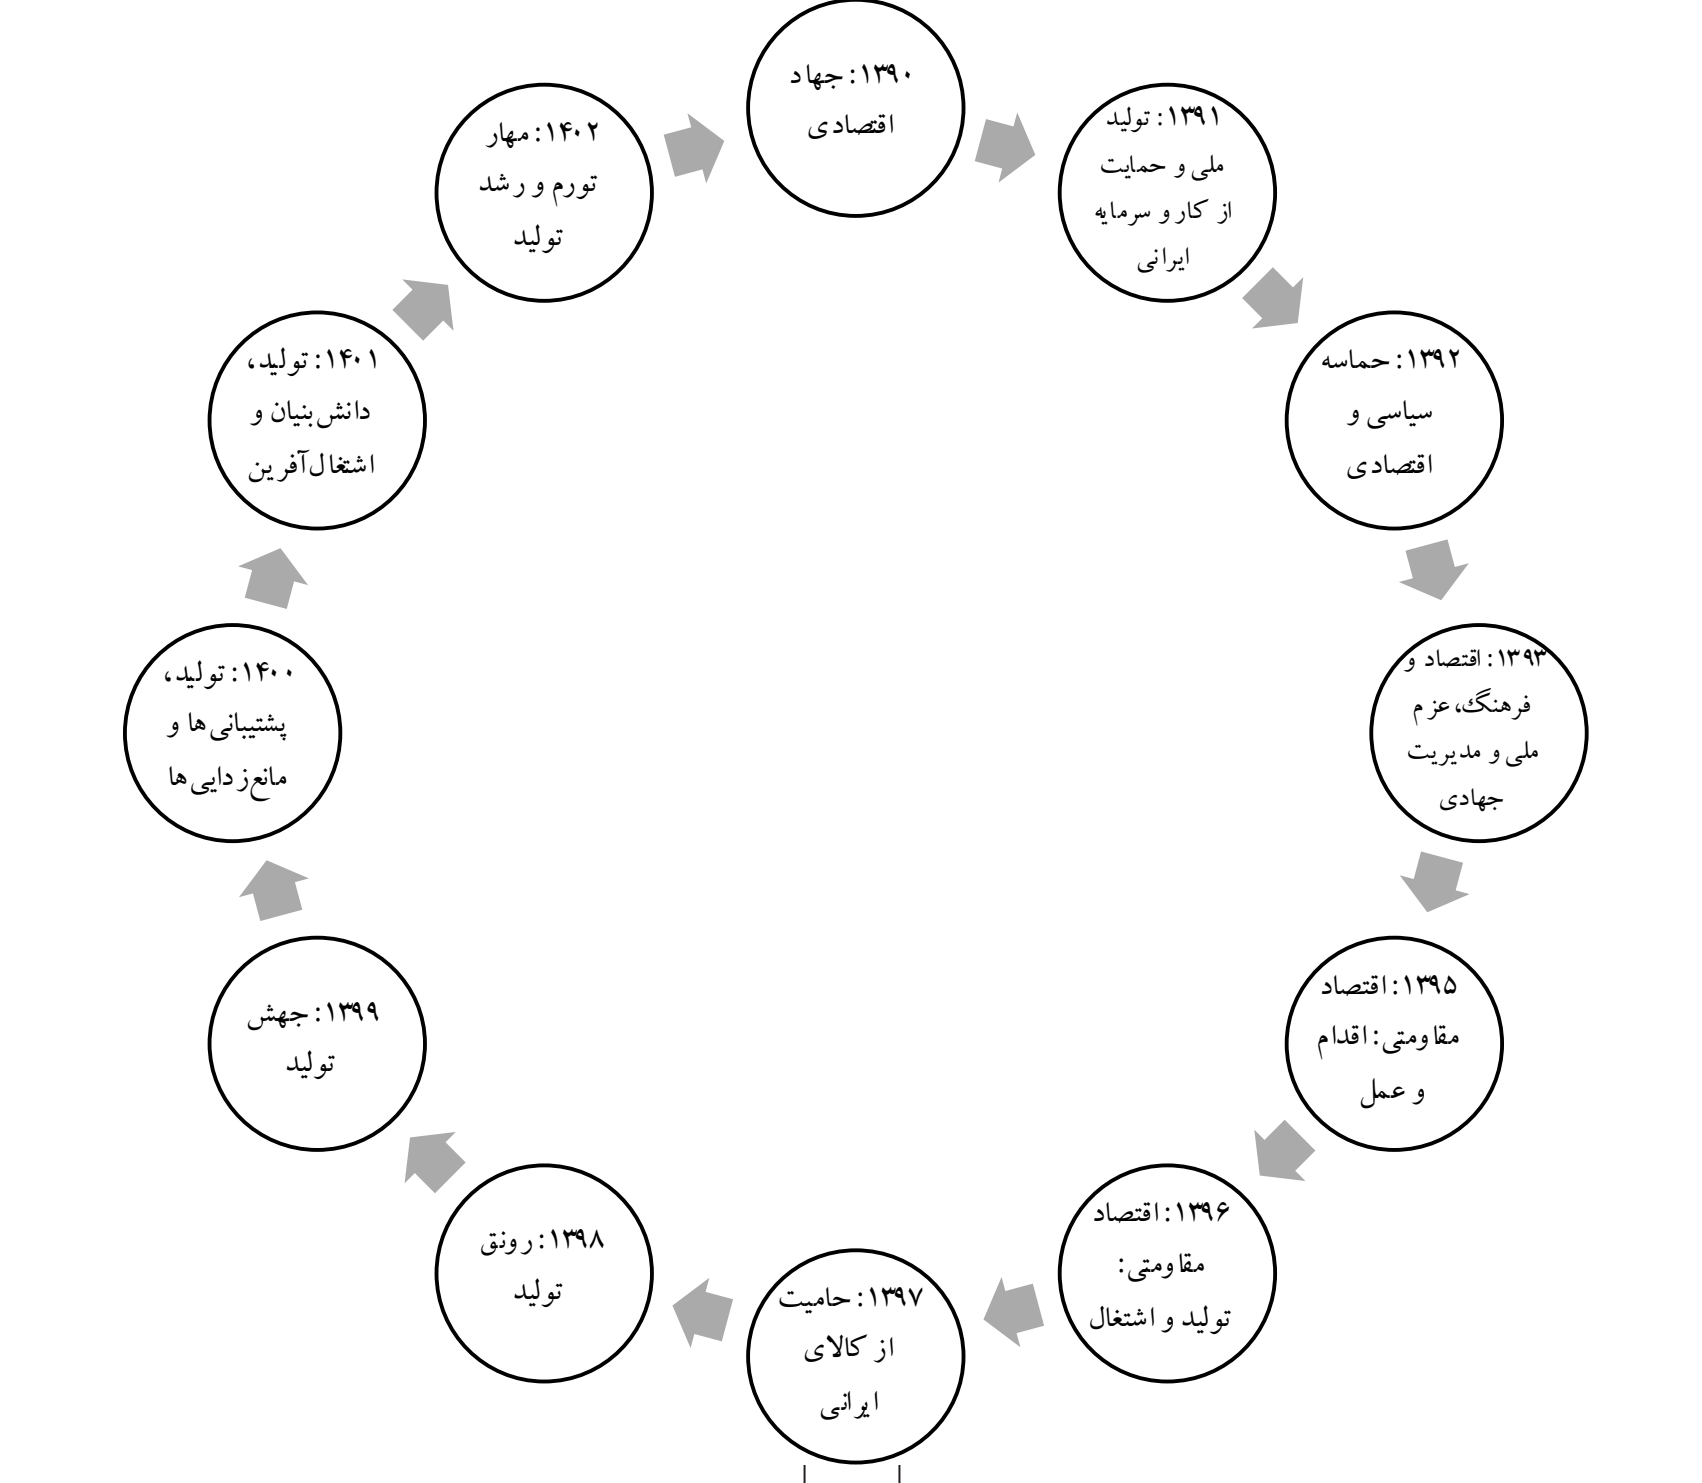 ۱۳۹۰: جهاد
اقتصادی
۱۳۹۱: تولید
ملی و حمایت
از کار و سرمایه
ایرانی
۱۳۹۲: حماسه
سیاسی و
اقتصادی
۱۳۹۳: اقتصاد و
فرهنگ، عزم
ملی و مدیریت
جهادی
۱۳۹۵: اقتصاد
مقاومتی: اقدام
و عمل
۱۳۹۶: اقتصاد
مقاومتی:
تولید و اشتغال
۱۳۹۷: حامیت
از کالای
ایرانی
۱۳۹۸: رونق
تولید
۱۳۹۹: جهش
تولید
۱۴۰۰: تولید،
پشتیبانی‌ها و
مانع‌زدایی‌ها
۱۴۰۱: تولید،
دانش‌بنیان و
اشتغال‌آفرین
۱۴۰۲: مهار
تورم و رشد
تولید